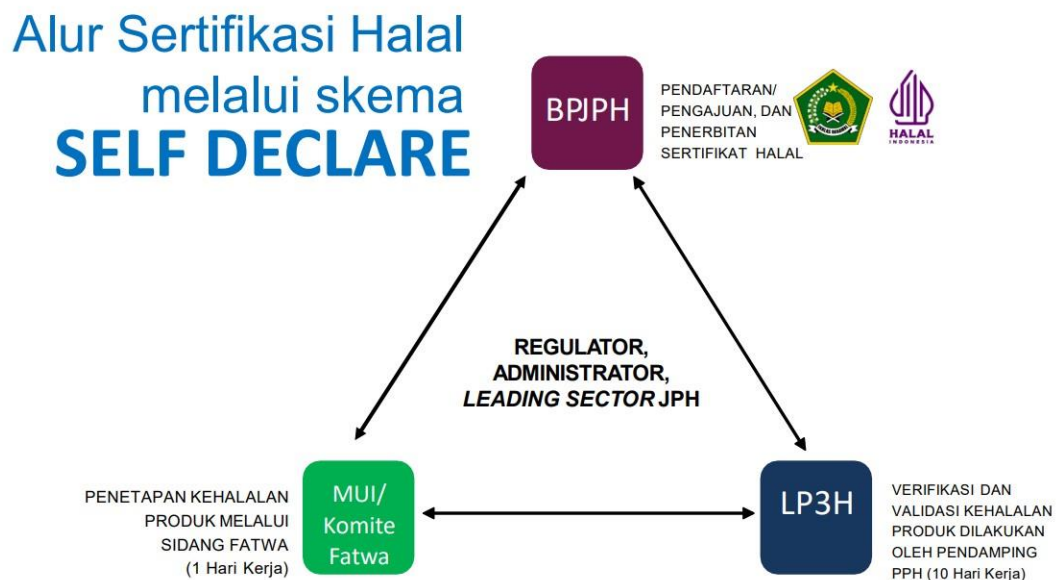 Alur Sertifikasi Halal
melalui skema
SELF DECLARE
BPJPH
PENDAFTARAN/
PENGAJUAN, DAN
PENERBITAN
SERTIFIKAT HALAL
HALAL
INDONESIA
REGULATOR,
ADMINISTRATOR,
LEADING SECTOR JPH
PENETAPAN KEHALALAN
PRODUK MELALUI
SIDANG FATWA
(1 Hari Kerja)
MUI/
Komite
Fatwa
LP3H
VERIFIKASI DAN
VALIDASI KEHALALAN
PRODUK DILAKUKAN
OLEH PENDAMPING
PPH (10 Hari Kerja)